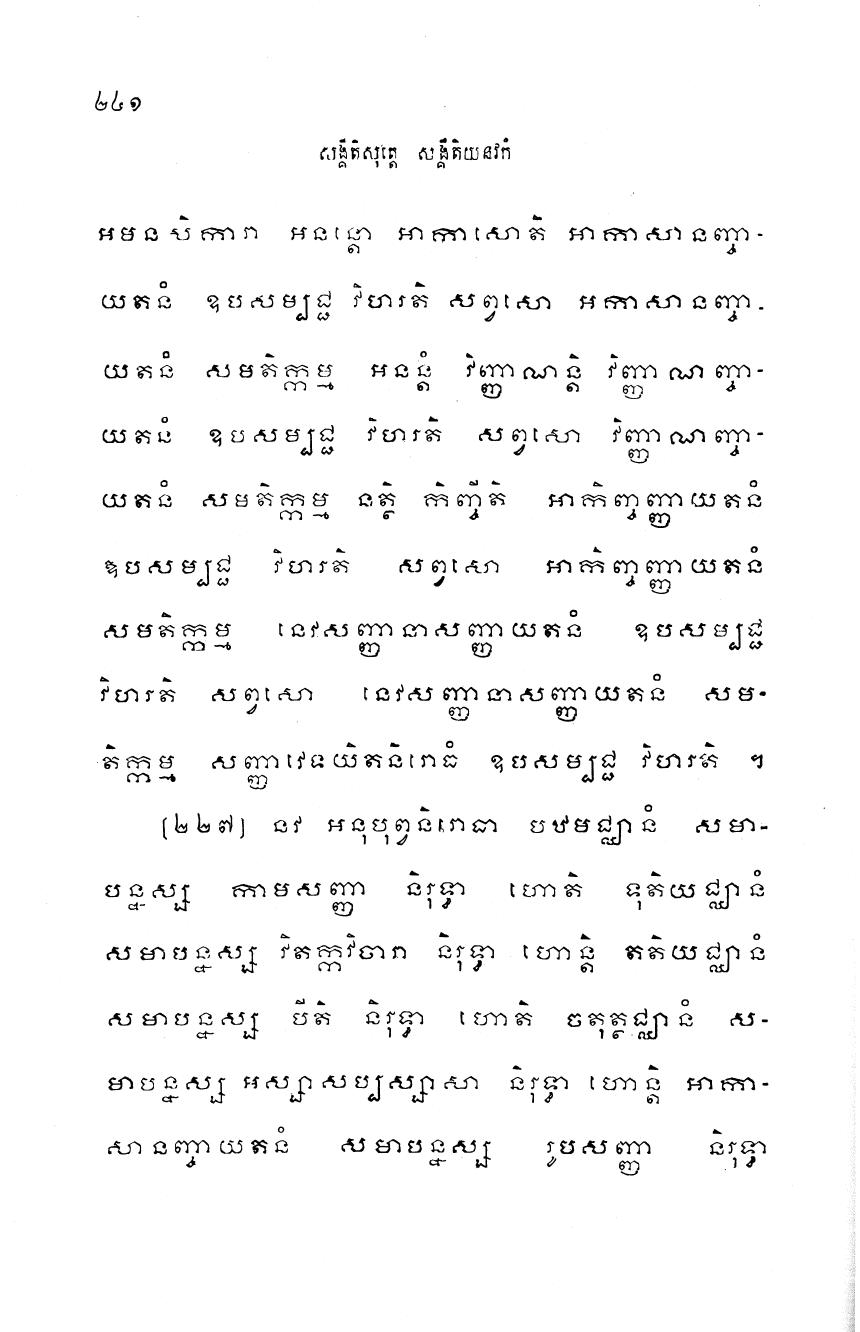 ២៤១
សង្គីតិសុត្តេ សង្គីតិយនវកំ
អមនសិការា អនន្តោ អាកាសោតិ អាកាសានញ្ចា-
យតនំ ឧបសម្បជ្ជ វិហរតិ សព្វសោ អកាសានញ្ចា-
យតនំ សមតិក្កម្ម អនន្តំ វិញ្ញាណន្តិ វិញ្ញាណញ្ចា-
យតនំ ឧបសម្បជ្ជ វិហរតិ សព្វសោ វិញ្ញាណញ្ចា-
យតនំ សមតិក្កម្ម នត្ថិ កិញ្ចីតិ អាកិញ្ចញ្ញាយតនំ
ឧបសម្បជ្ជ វិហរតិ សព្វសោ អាកិញ្ចញ្ញាយតនំ
សមតិក្កម្ម នេវសញ្ញានាសញ្ញាយតនំ ឧបសម្បជ្ជ
វិហរតិ សព្វសោ នេវសញ្ញានាសញ្ញាយតនំ សម-
តិក្កម្ម សញ្ញាវេទយិតនិរោធំ ឧបសម្បជ្ជ វិហរតិ ។
(២២៧) នវ អនុបុព្វនិរោធា បឋមជ្ឈានំ សមា-
បន្នស្ស កាមសញ្ញា និរុទ្ធា ហោតិ ទុតិយជ្ឈានំ
សមាបន្នស្ស វិតក្កវិចារា និរុទ្ធា ហោន្តិ តតិយជ្ឈានំ
សមាបន្នស្ស បីតិ និរុទ្ធា ហោតិ ចតុត្ថជ្ឈានំ ស-
មាបន្នស្ស អស្សាសប្បស្សាសា និរុទ្ធា ហោន្តិ អាកា-
សានញ្ចាយតនំ សមាបន្នស្ស រូបសញ្ញា និរុទ្ធា